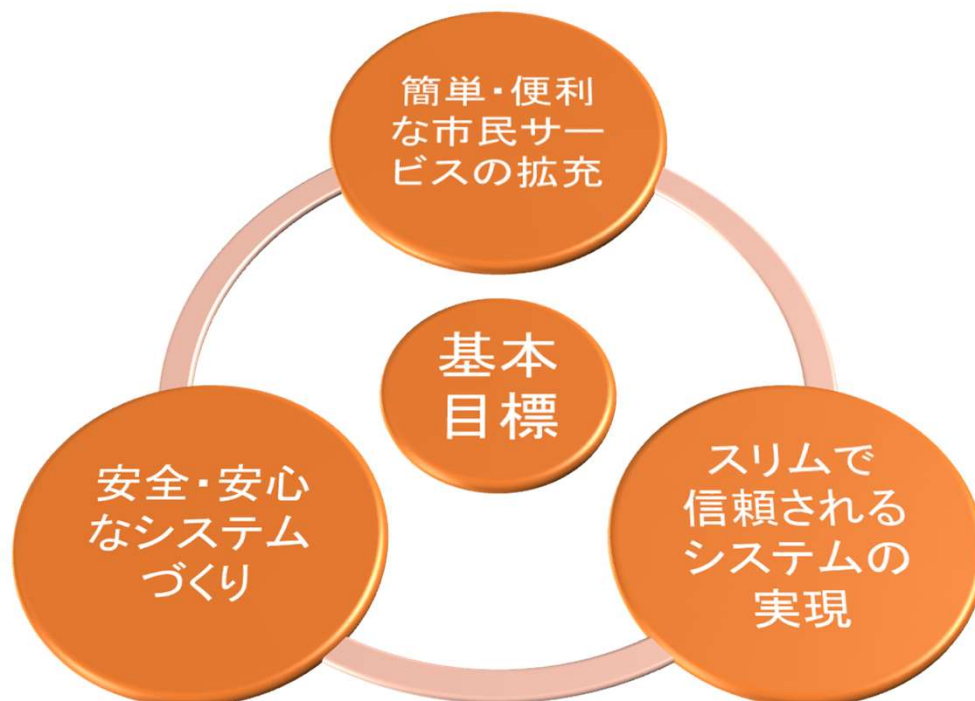 簡単・便利
な市民サー
ビスの拡充
基本
目標
安全・安心
なシステム
づくり
スリムで
信頼される
システムの
実現